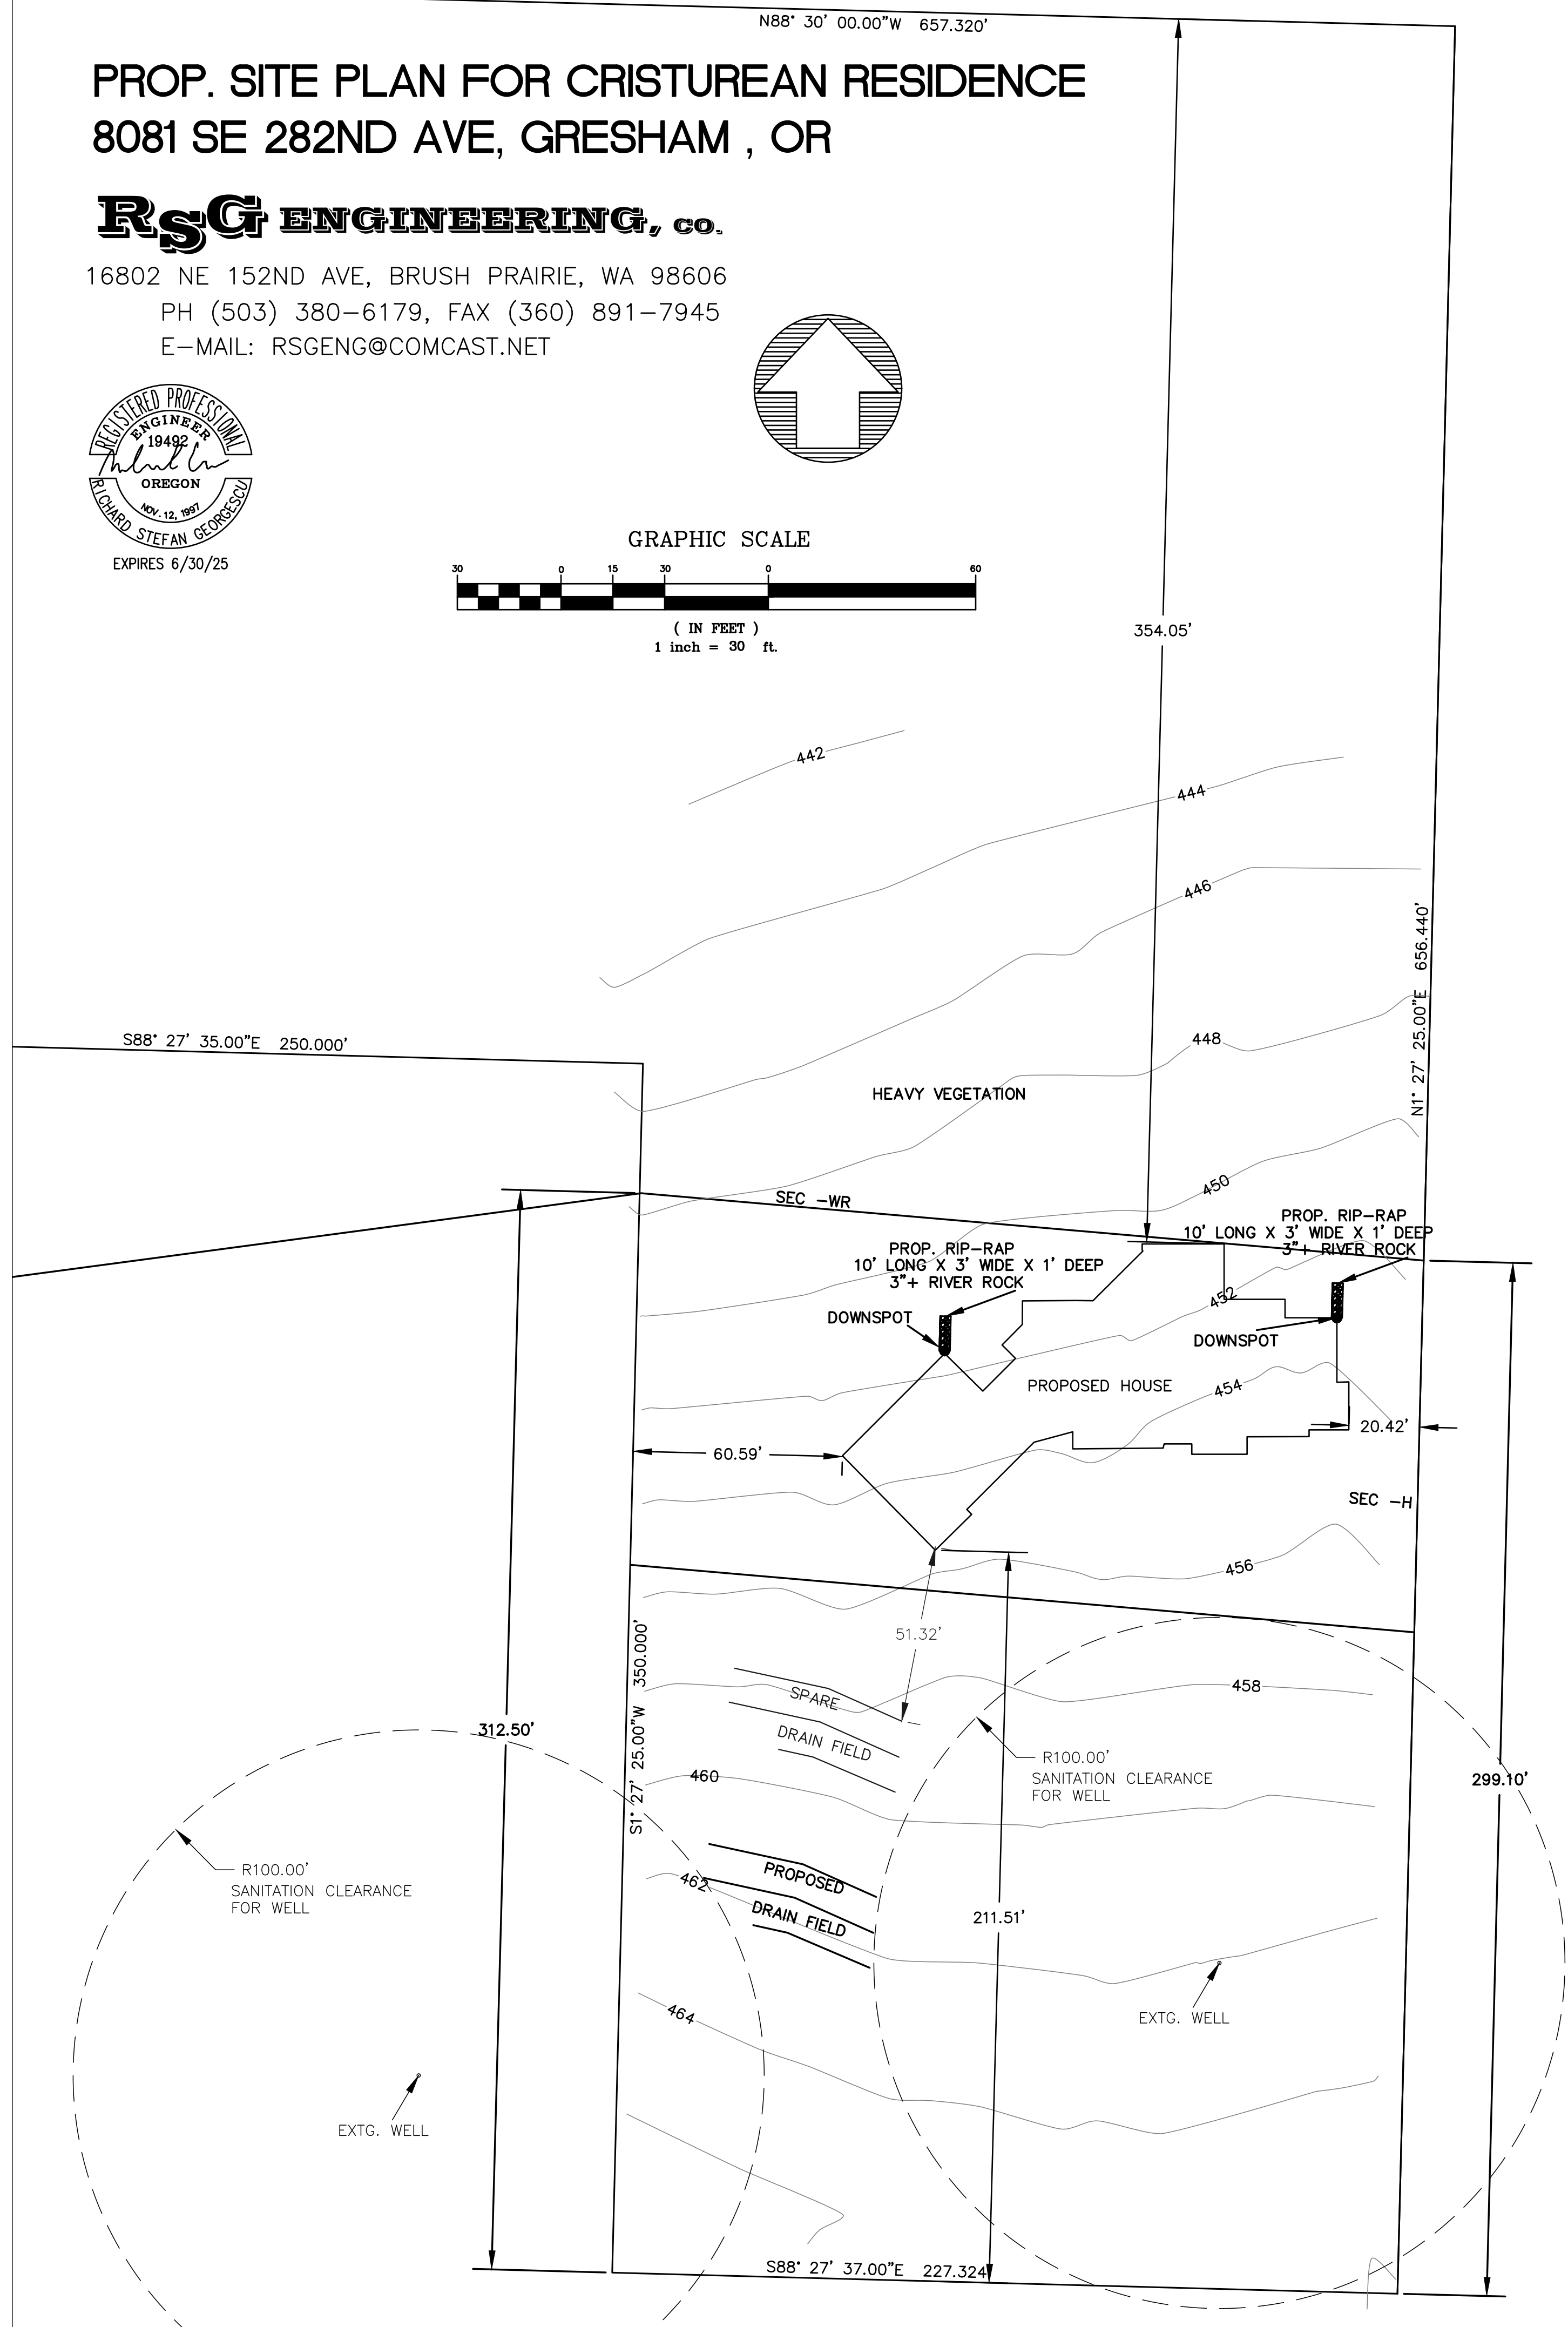 N88° 30' 00.00"W 657.320'
PROP. SITE PLAN FOR CRISTUREAN RESIDENCE
8081 SE 282ND AVE, GRESHAM , OR
RSG ENGINEERING, CO.
16802 NE 152ND AVE, BRUSH PRAIRIE, WA 98606
PH (503) 380-6179, FAX (360) 891-7945
E-MAIL: RSGENG@COMCAST.NET
REGISTERED PROFESSIONAL
ENGINEER
19492
OREGON
NOV. 12, 1997
RICHARD STEFAN GEORGESCU
EXPIRES 6/30/25
GRAPHIC SCALE
30 0 15 30 0 60
( IN FEET )
1 inch = 30 ft.
354.05'
442
444
446
N1° 27' 25.00"E 656.440'
S88° 27' 35.00"E 250.000'
448
HEAVY VEGETATION
450
SEC -WR
PROP. RIP-RAP
10' LONG X 3' WIDE X 1' DEEP
3"+ RIVER ROCK
PROP. RIP-RAP
10' LONG X 3' WIDE X 1' DEEP
3"+ RIVER ROCK
452
DOWNSPOT
DOWNSPOT
PROPOSED HOUSE
454
20.42'
60.59'
SEC -H
456
51.32'
S1° 27' 25.00"W 350.000'
458
SPARE
DRAIN FIELD
312.50'
R100.00'
SANITATION CLEARANCE
FOR WELL
460
299.10'
R100.00'
SANITATION CLEARANCE
FOR WELL
PROPOSED
DRAIN FIELD
462
211.51'
464
EXTG. WELL
EXTG. WELL
S88° 27' 37.00"E 227.324'